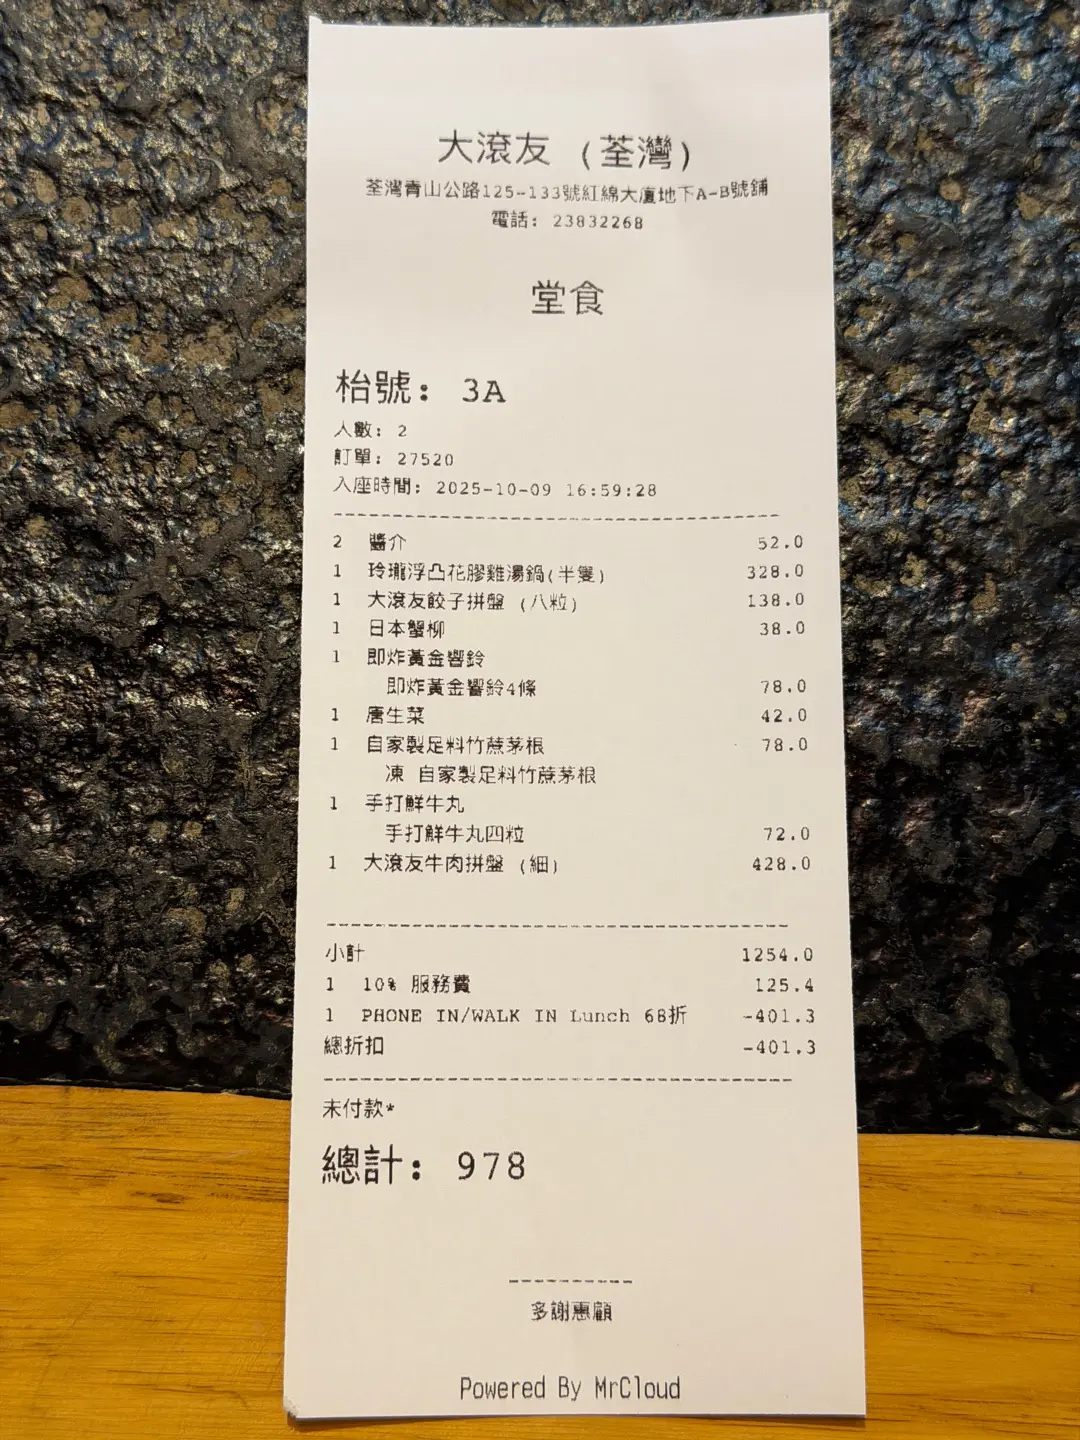 大滾友 (荃灣)
荃灣青山公路125-133號紅綿大廈地下A-B號舖
電話: 23832268
堂食
枱號: 3A
人數: 2
訂單: 27520
入座時間: 2025-10-09 16:59:28
2 醬介 52.0
1 玲瓏浮凸花膠雞湯鍋(半隻) 328.0
1 大滾友餃子拼盤 (八粒) 138.0
1 日本蟹柳 38.0
1 即炸黃金響鈴
即炸黃金響鈴4條 78.0
1 唐生菜 42.0
1 自家製足料竹蔗茅根 78.0
凍 自家製足料竹蔗茅根
1 手打鮮牛丸
手打鮮牛丸四粒 72.0
1 大滾友牛肉拼盤 (細) 428.0
小計 1254.0
1 10% 服務費 125.4
1 PHONE IN/WALK IN Lunch 68折 -401.3
總折扣 -401.3
未付款*
總計: 978
多謝惠顧
Powered By MrCloud